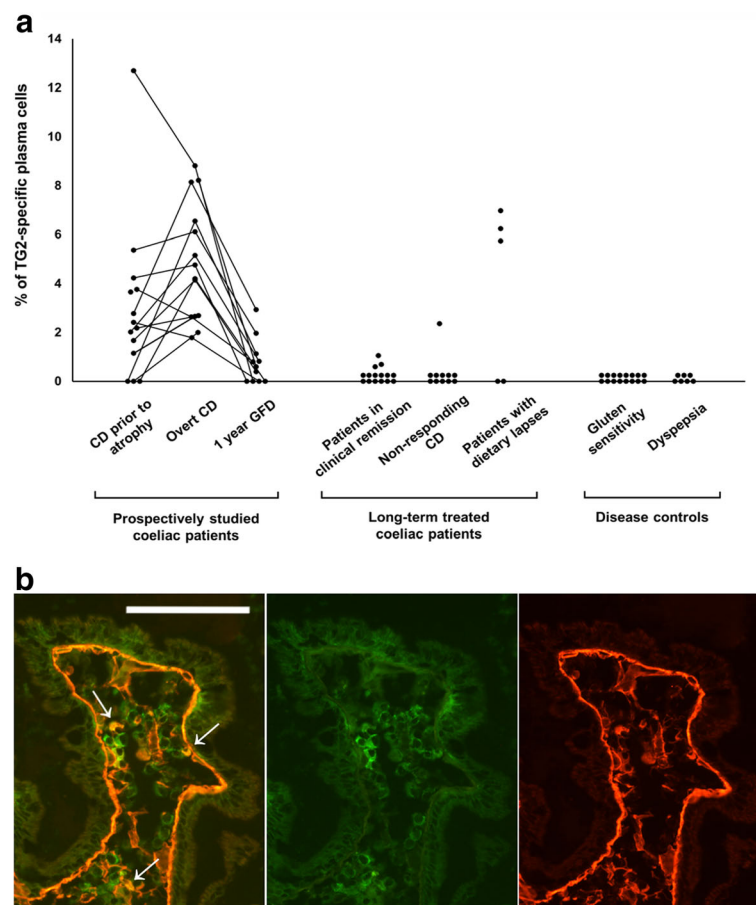 a
14
12
10
8
6
4
2
0
% of TG2-specific plasma cells
CD prior to
atrophy
Overt CD
1 year GFD
Patients in
clinical remission
Non-responding
CD
Patients with
dietary lapses
Gluten
sensitivity
Dyspepsia
Prospectively studied
coeliac patients
Long-term treated
coeliac patients
Disease controls
b